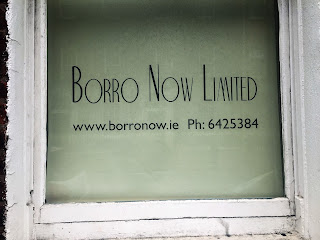 BORRO NOW LIMITED
www.borronow.ie Ph: 6425384